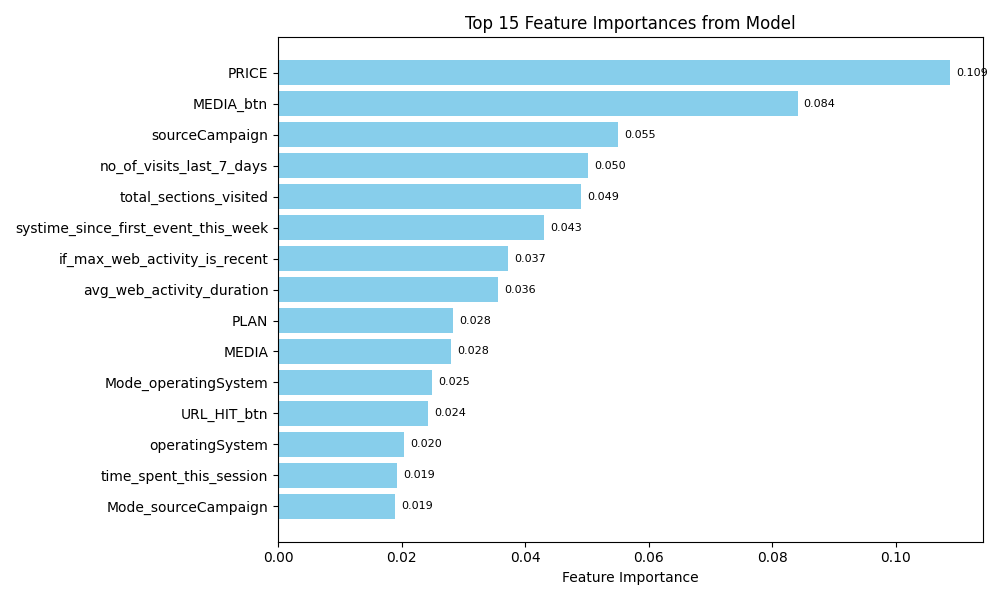 Top 15 Feature Importances from Model
PRICE 0.109
MEDIA_btn 0.084
sourceCampaign 0.055
no_of_visits_last_7_days 0.050
total_sections_visited 0.049
systime_since_first_event_this_week 0.043
if_max_web_activity_is_recent 0.037
avg_web_activity_duration 0.036
PLAN 0.028
MEDIA 0.028
Mode_operatingSystem 0.025
URL_HIT_btn 0.024
operatingSystem 0.020
time_spent_this_session 0.019
Mode_sourceCampaign 0.019
0.00 0.02 0.04 0.06 0.08 0.10
Feature Importance